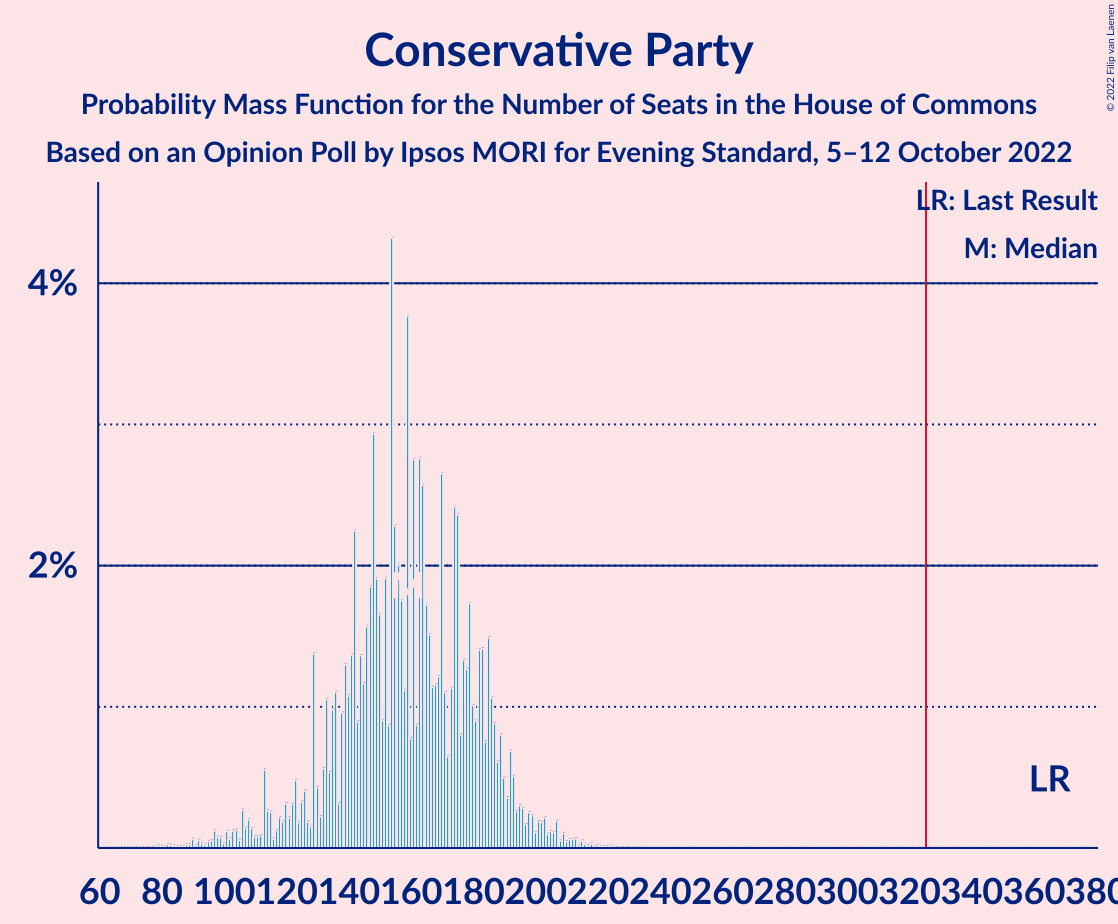 Conservative Party
Probability Mass Function for the Number of Seats in the House of Commons
Based on an Opinion Poll by Ipsos MORI for Evening Standard, 5–12 October 2022
© 2022 Filip van Laenen
LR: Last Result
M: Median
4%
2%
LR
60 80 100 120 140 160 180 200 220 240 260 280 300 320 340 360 380